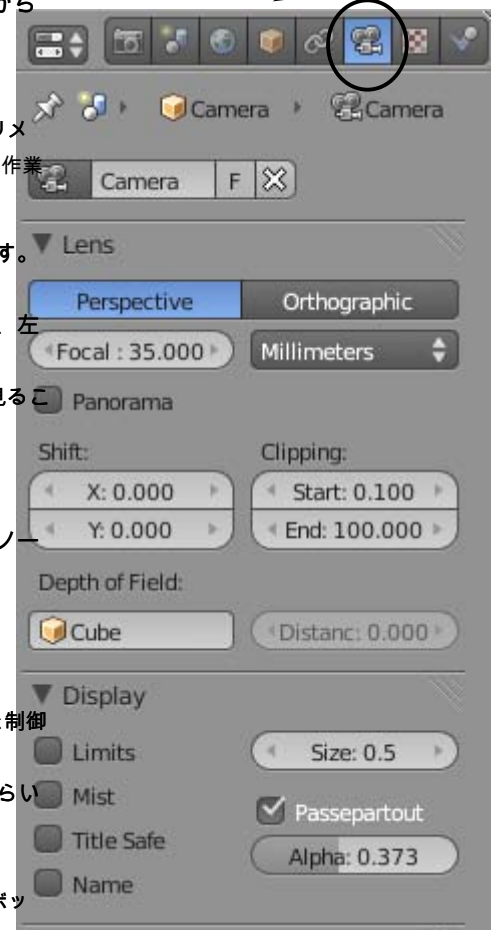 から
Camera Camera
リメ
作業
Camera F
す。
Lens
Perspective Orthographic
、左
Focal : 35.000 Millimeters
見るこ
Panorama
Shift: Clipping:
X: 0.000 Start: 0.100
Y: 0.000 End: 100.000
ノー
Depth of Field:
Cube Distanc: 0.000
Display
制御
Limits Size: 0.5
らい
Mist Passepartout
Title Safe Alpha: 0.373
Name
ボッ